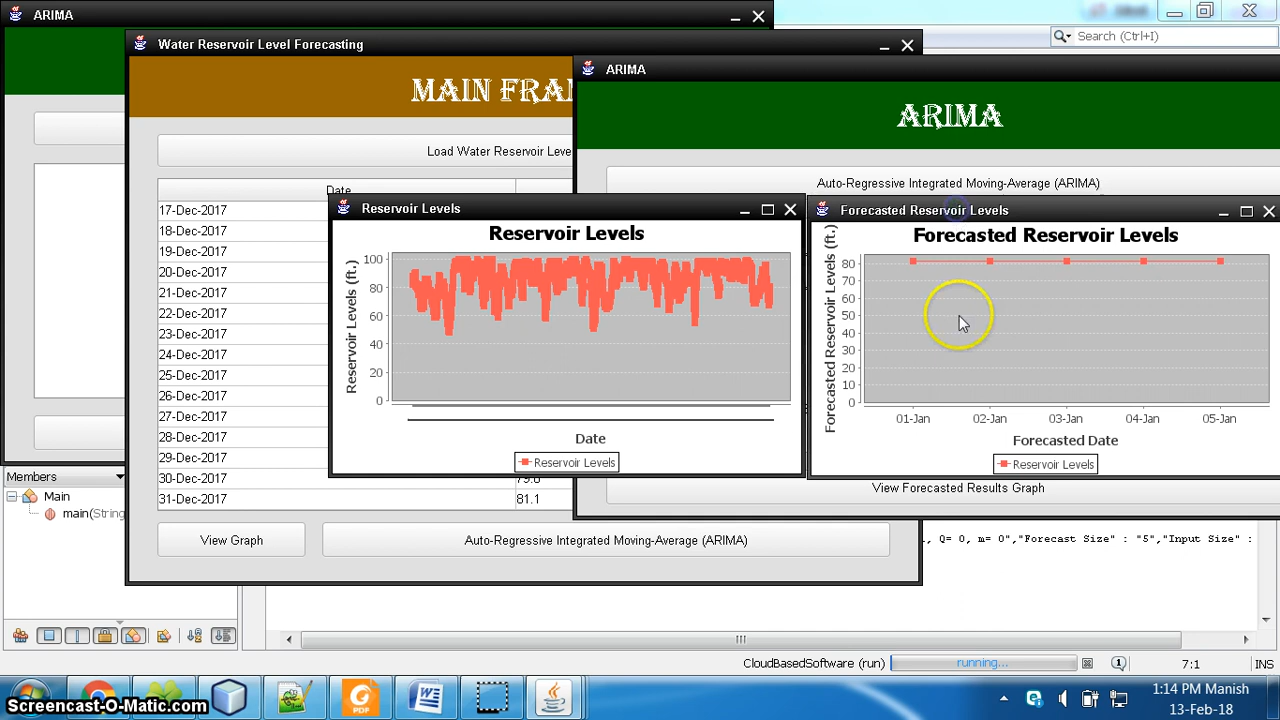 ARIMA
Search (Ctrl+I)
Water Reservoir Level Forecasting
MAIN FRAM
ARIMA
ARIMA
Load Water Reservoir Leve
Auto-Regressive Integrated Moving-Average (ARIMA)
Date
17-Dec-2017
18-Dec-2017
19-Dec-2017
20-Dec-2017
21-Dec-2017
22-Dec-2017
23-Dec-2017
24-Dec-2017
25-Dec-2017
26-Dec-2017
27-Dec-2017
28-Dec-2017
29-Dec-2017
30-Dec-2017
79.6
31-Dec-2017
81.1
Reservoir Levels
Reservoir Levels
Reservoir Levels (ft.)
100
80
60
40
20
0
Date
Reservoir Levels
Forecasted Reservoir Levels
Forecasted Reservoir Levels
Forecasted Reservoir Levels (ft.)
80
70
60
50
40
30
20
10
0
01-Jan 02-Jan 03-Jan 04-Jan 05-Jan
Forecasted Date
Reservoir Levels
View Forecasted Results Graph
View Graph
Auto-Regressive Integrated Moving-Average (ARIMA)
Members
Main
main(String
, Q= 0, m= 0","Forecast Size" : "5","Input Size" :
CloudBasedSoftware (run)
running...
7:1
INS
PDF
Screencast-O-Matic.com
1:14 PM Manish
13-Feb-18